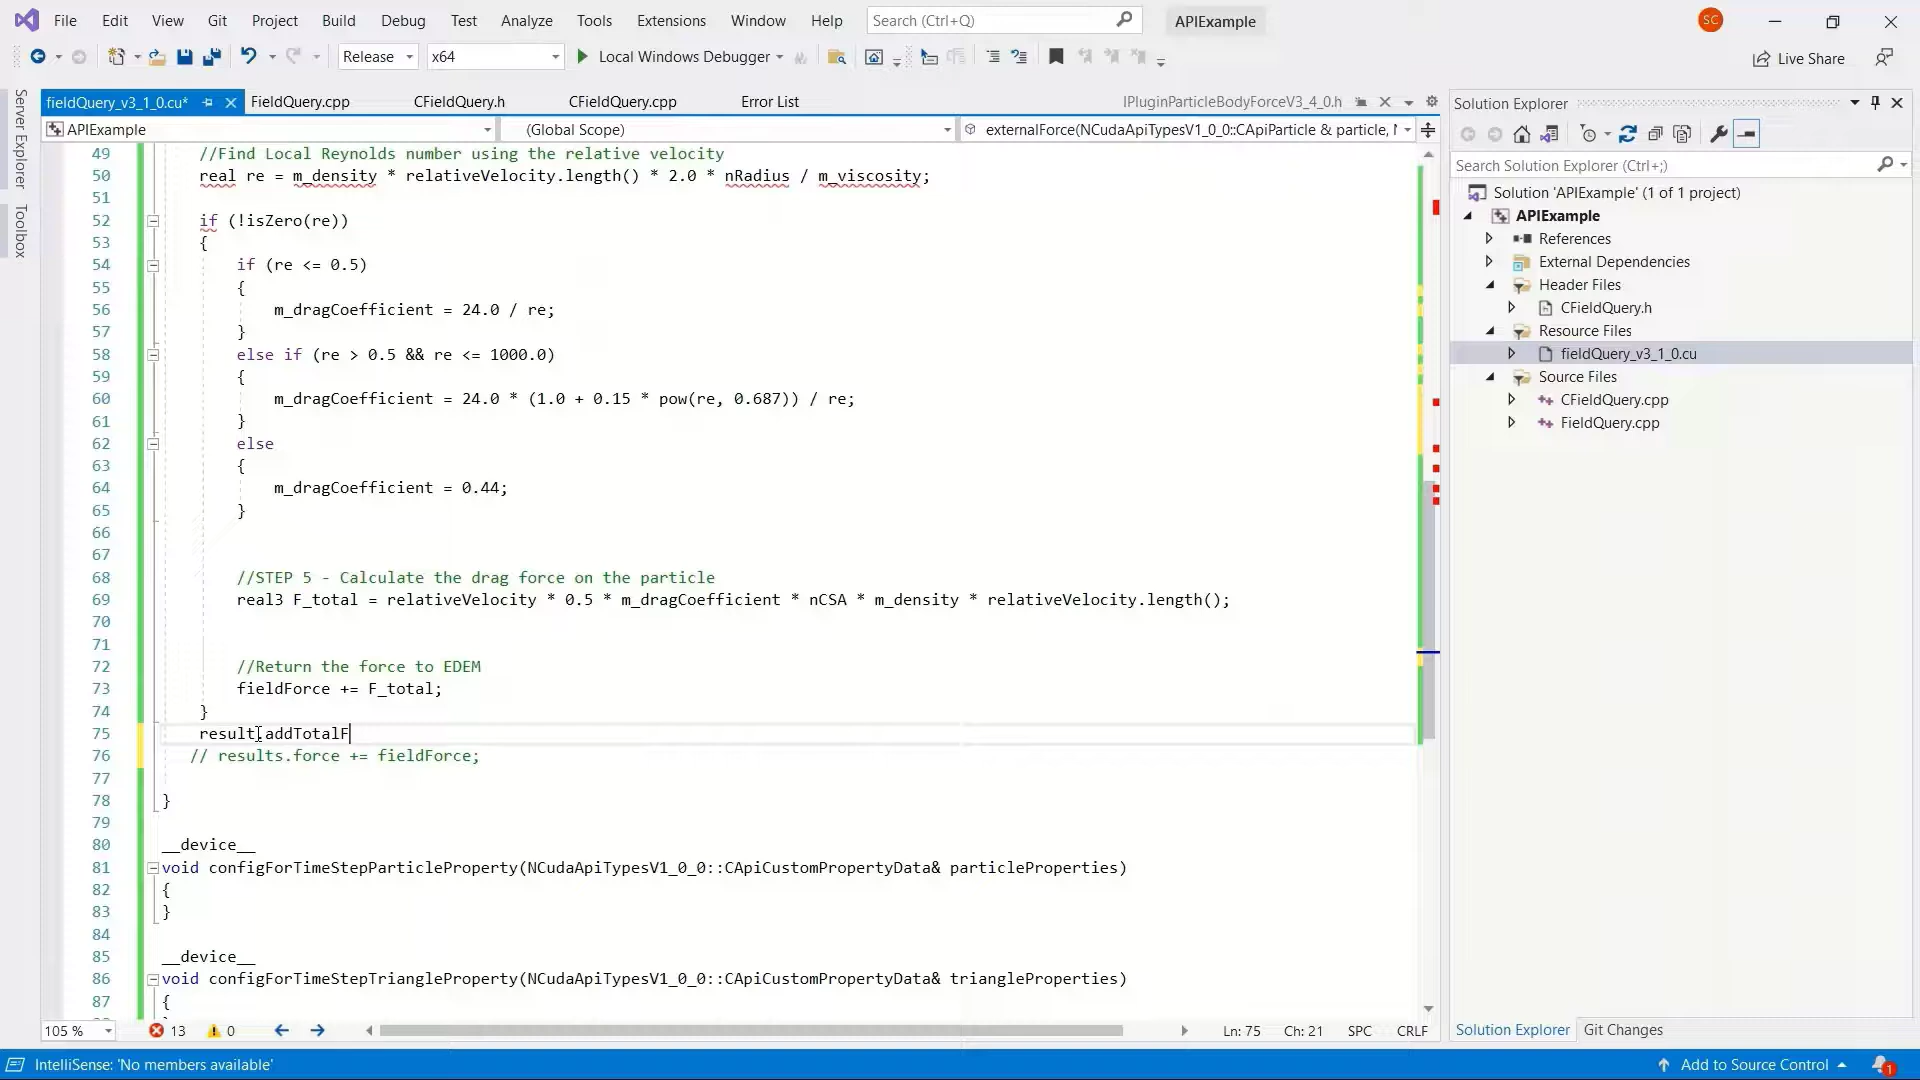 File Edit View Git Project Build Debug Test Analyze Tools Extensions Window Help Search (Ctrl+Q) APIExample SC
Release x64 Local Windows Debugger Live Share
Server Explorer
Toolbox
fieldQuery_v3_1_0.cu* FieldQuery.cpp CFieldQuery.h CFieldQuery.cpp Error List IPluginParticleBodyForceV3_4_0.h
APIExample (Global Scope) externalForce(NCudaApiTypesV1_0_0::CApiParticle & particle, 
49 //Find Local Reynolds number using the relative velocity
50 real re = m_density * relativeVelocity.length() * 2.0 * nRadius / m_viscosity;
51
52 if (!isZero(re))
53 {
54 if (re <= 0.5)
55 {
56 m_dragCoefficient = 24.0 / re;
57 }
58 else if (re > 0.5 && re <= 1000.0)
59 {
60 m_dragCoefficient = 24.0 * (1.0 + 0.15 * pow(re, 0.687)) / re;
61 }
62 else
63 {
64 m_dragCoefficient = 0.44;
65 }
66
67
68 //STEP 5 - Calculate the drag force on the particle
69 real3 F_total = relativeVelocity * 0.5 * m_dragCoefficient * nCSA * m_density * relativeVelocity.length();
70
71
72 //Return the force to EDEM
73 fieldForce += F_total;
74 }
75 result addTotalF
76 // results.force += fieldForce;
77
78 }
79
80 __device__
81 void configForTimeStepParticleProperty(NCudaApiTypesV1_0_0::CApiCustomPropertyData& particleProperties)
82 {
83 }
84
85 __device__
86 void configForTimeStepTriangleProperty(NCudaApiTypesV1_0_0::CApiCustomPropertyData& triangleProperties)
87 {
105 % 13 0 Ln: 75 Ch: 21 SPC CRLF
Solution Explorer
Search Solution Explorer (Ctrl+;)
Solution 'APIExample' (1 of 1 project)
APIExample
References
External Dependencies
Header Files
CFieldQuery.h
Resource Files
fieldQuery_v3_1_0.cu
Source Files
CFieldQuery.cpp
FieldQuery.cpp
Solution Explorer Git Changes
IntelliSense: 'No members available' Add to Source Control 1